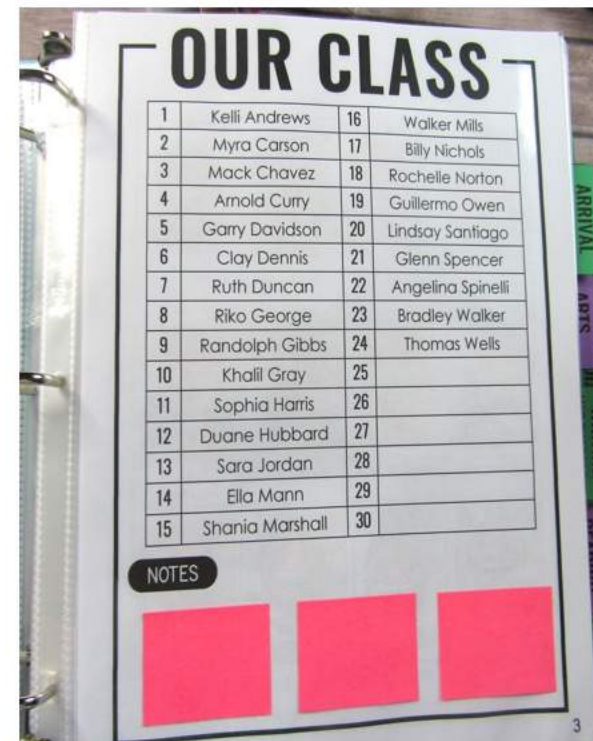 OUR CLASS
1 Kelli Andrews 16 Walker Mills
2 Myra Carson 17 Billy Nichols
3 Mack Chavez 18 Rochelle Norton
4 Arnold Curry 19 Guillermo Owen
5 Garry Davidson 20 Lindsay Santiago
6 Clay Dennis 21 Glenn Spencer
7 Ruth Duncan 22 Angelina Spinelli
8 Riko George 23 Bradley Walker
9 Randolph Gibbs 24 Thomas Wells
10 Khalil Gray 25
11 Sophia Harris 26
12 Duane Hubbard 27
13 Sara Jordan 28
14 Ella Mann 29
15 Shania Marshall 30
NOTES
3
ARRIVAL
ARTS